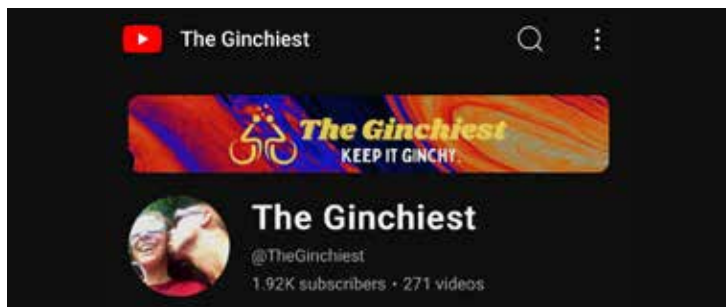 The Ginchiest
The Ginchiest
KEEP IT GINCHY.
The Ginchiest
@TheGinchiest
1.92K subscribers • 271 videos